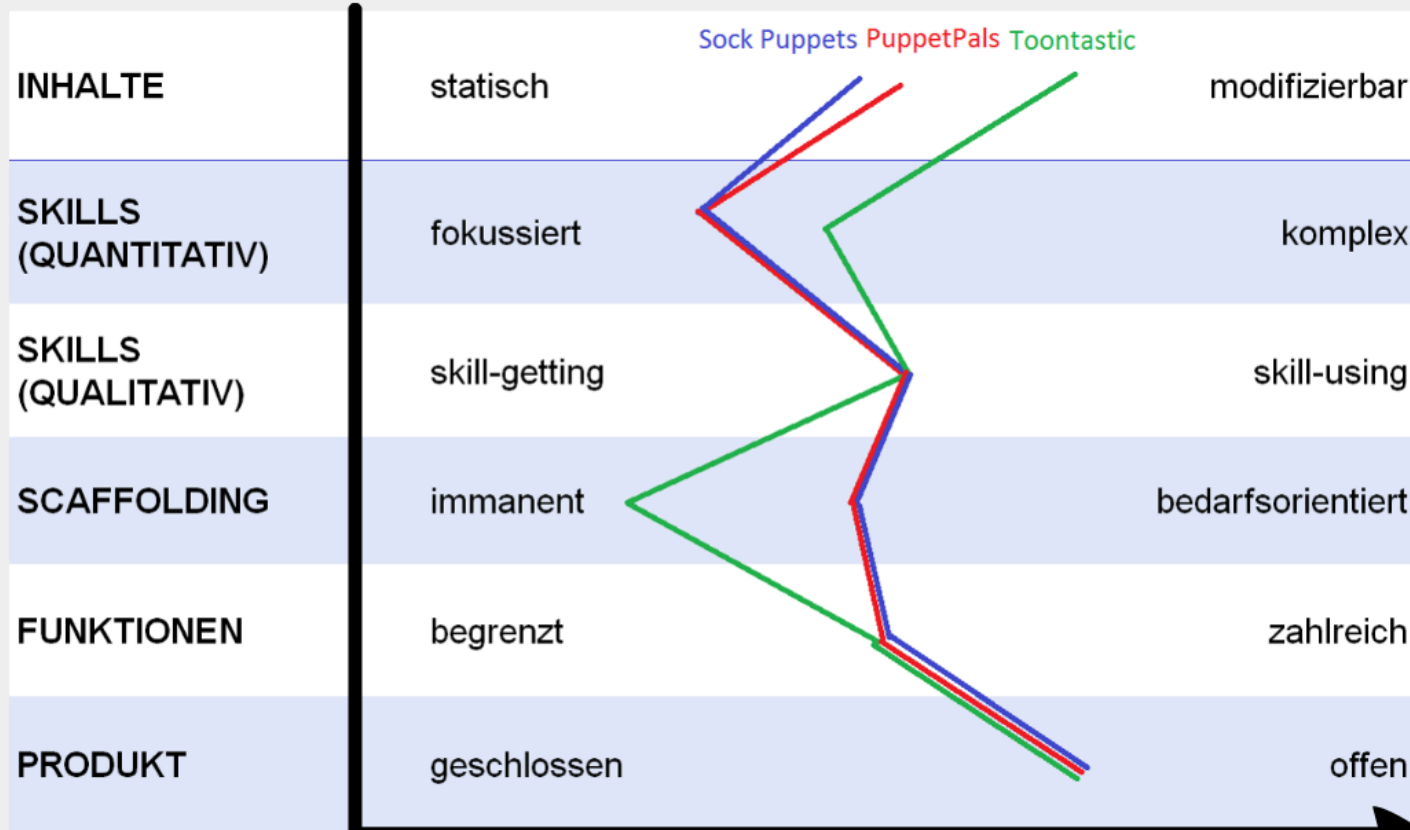 Sock Puppets PuppetPals Toontastic
INHALTE statisch modifizierbar
SKILLS
(QUANTITATIV) fokussiert komplex
SKILLS
(QUALITATIV) skill-getting skill-using
SCAFFOLDING immanent bedarfsorientiert
FUNKTIONEN begrenzt zahlreich
PRODUKT geschlossen offen